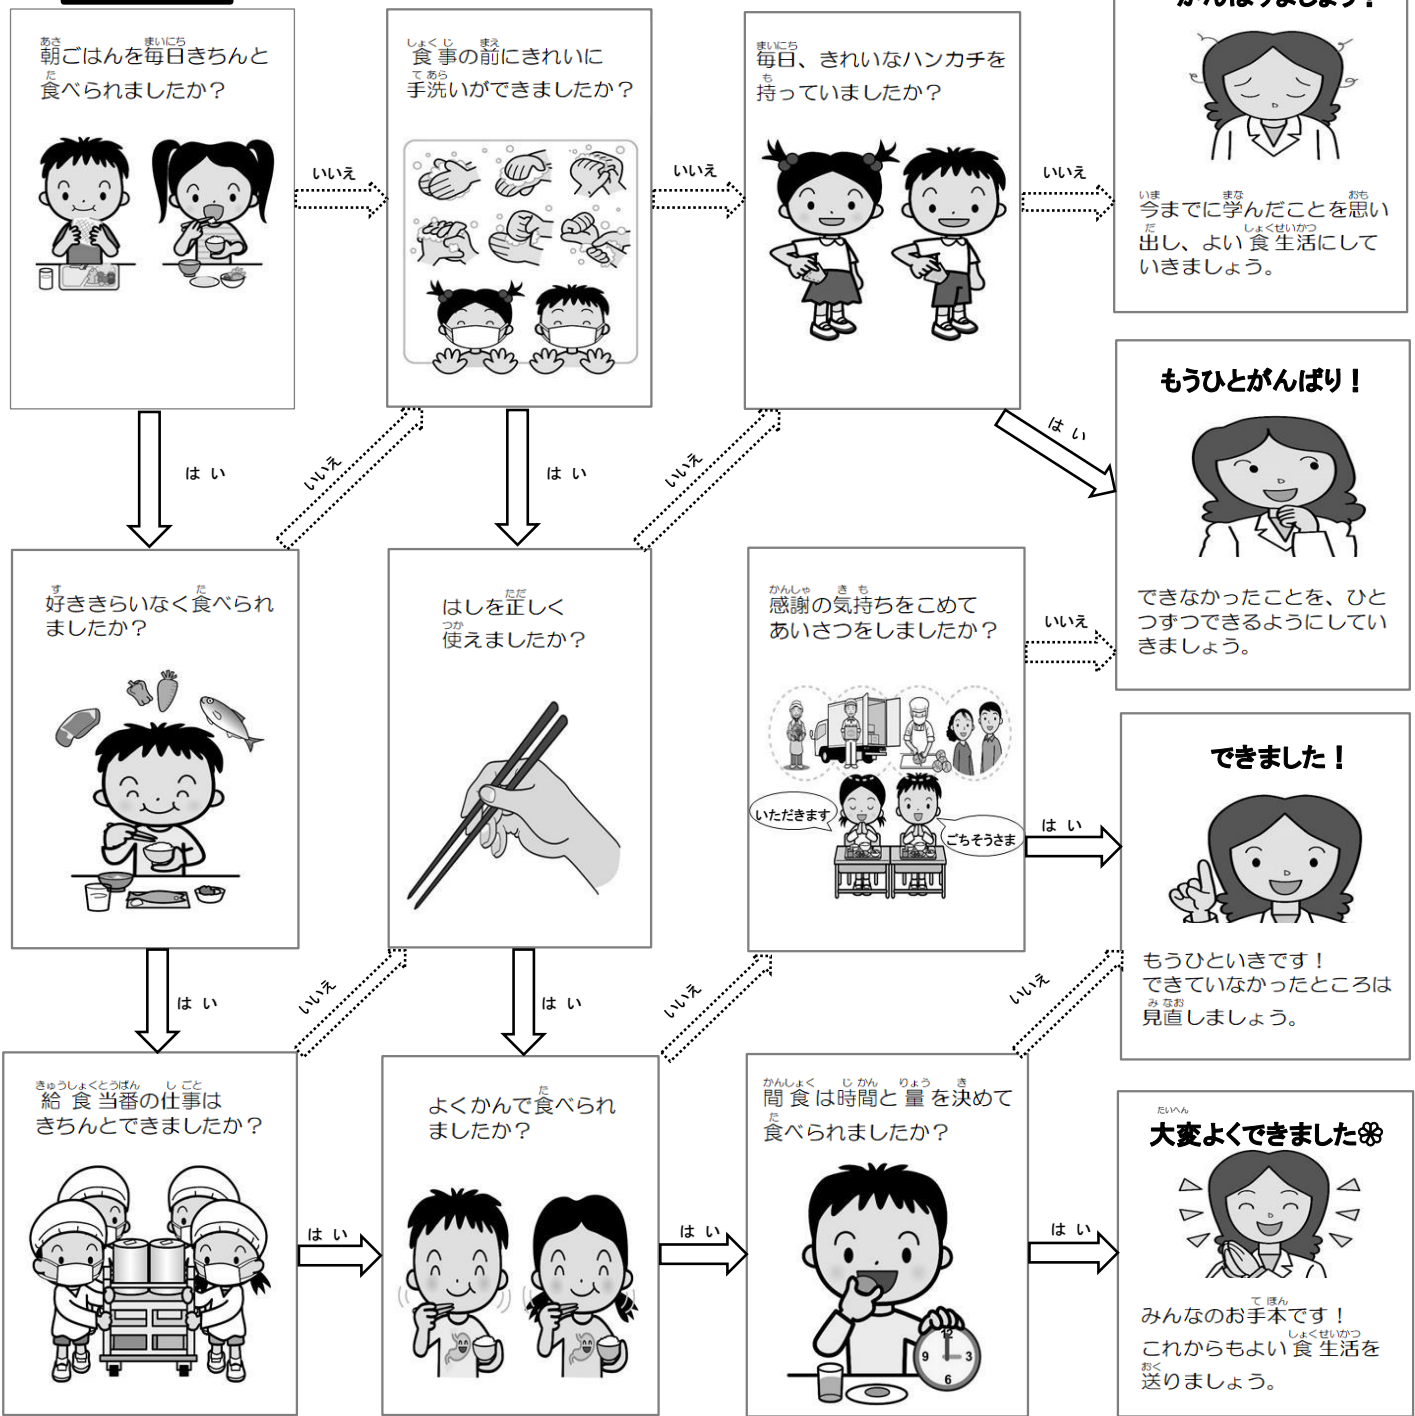 朝ごはんを毎日きちんと
食べられましたか？
いいえ
食事の前にきれいに
手洗いができましたか？
いいえ
毎日、きれいなハンカチを
持っていましたか？
いいえ
がんばりましょう！
今までに学んだことを思い
出し、よい食生活にして
いきましょう。
はい
いいえ
はい
いいえ
はい
もうひとがんばり！
できなかったことを、ひと
つずつできるようにしてい
きましょう。
好ききらいなく食べられ
ましたか？
はしを正しく
使えましたか？
感謝の気持ちをこめて
あいさつをしましたか？
いただきます
ごちそうさま
いいえ
はい
できました！
もうひといきです！
できていなかったところは
見直しましょう。
はい
いいえ
はい
いいえ
いいえ
給食当番の仕事は
きちんとできましたか？
はい
よくかんで食べられ
ましたか？
はい
間食は時間と量を決めて
食べられましたか？
12
9 3
6
はい
大変よくできました
みんなのお手本です！
これからもよい食生活を
送りましょう。